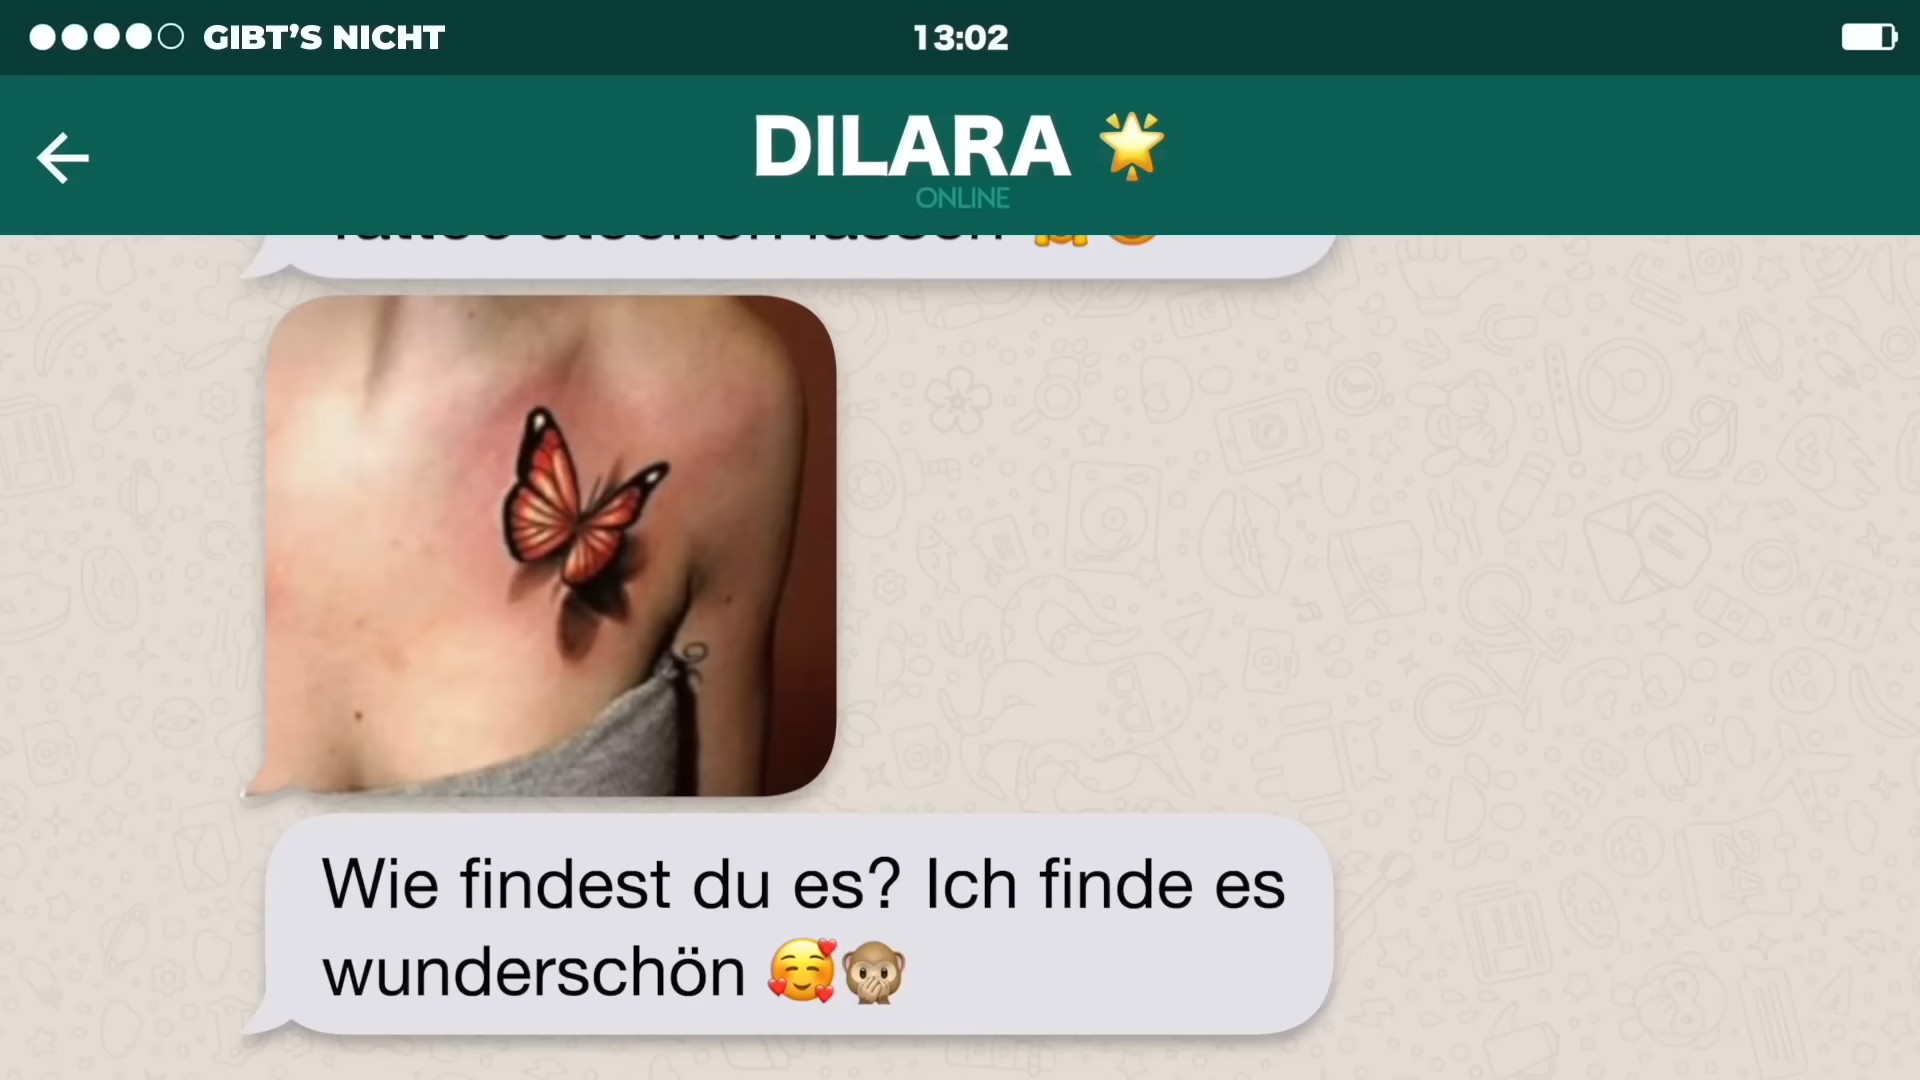 GIBT'S NICHT
13:02
DILARA 🌟
ONLINE
Wie findest du es? Ich finde es
wunderschön 🥰🙊